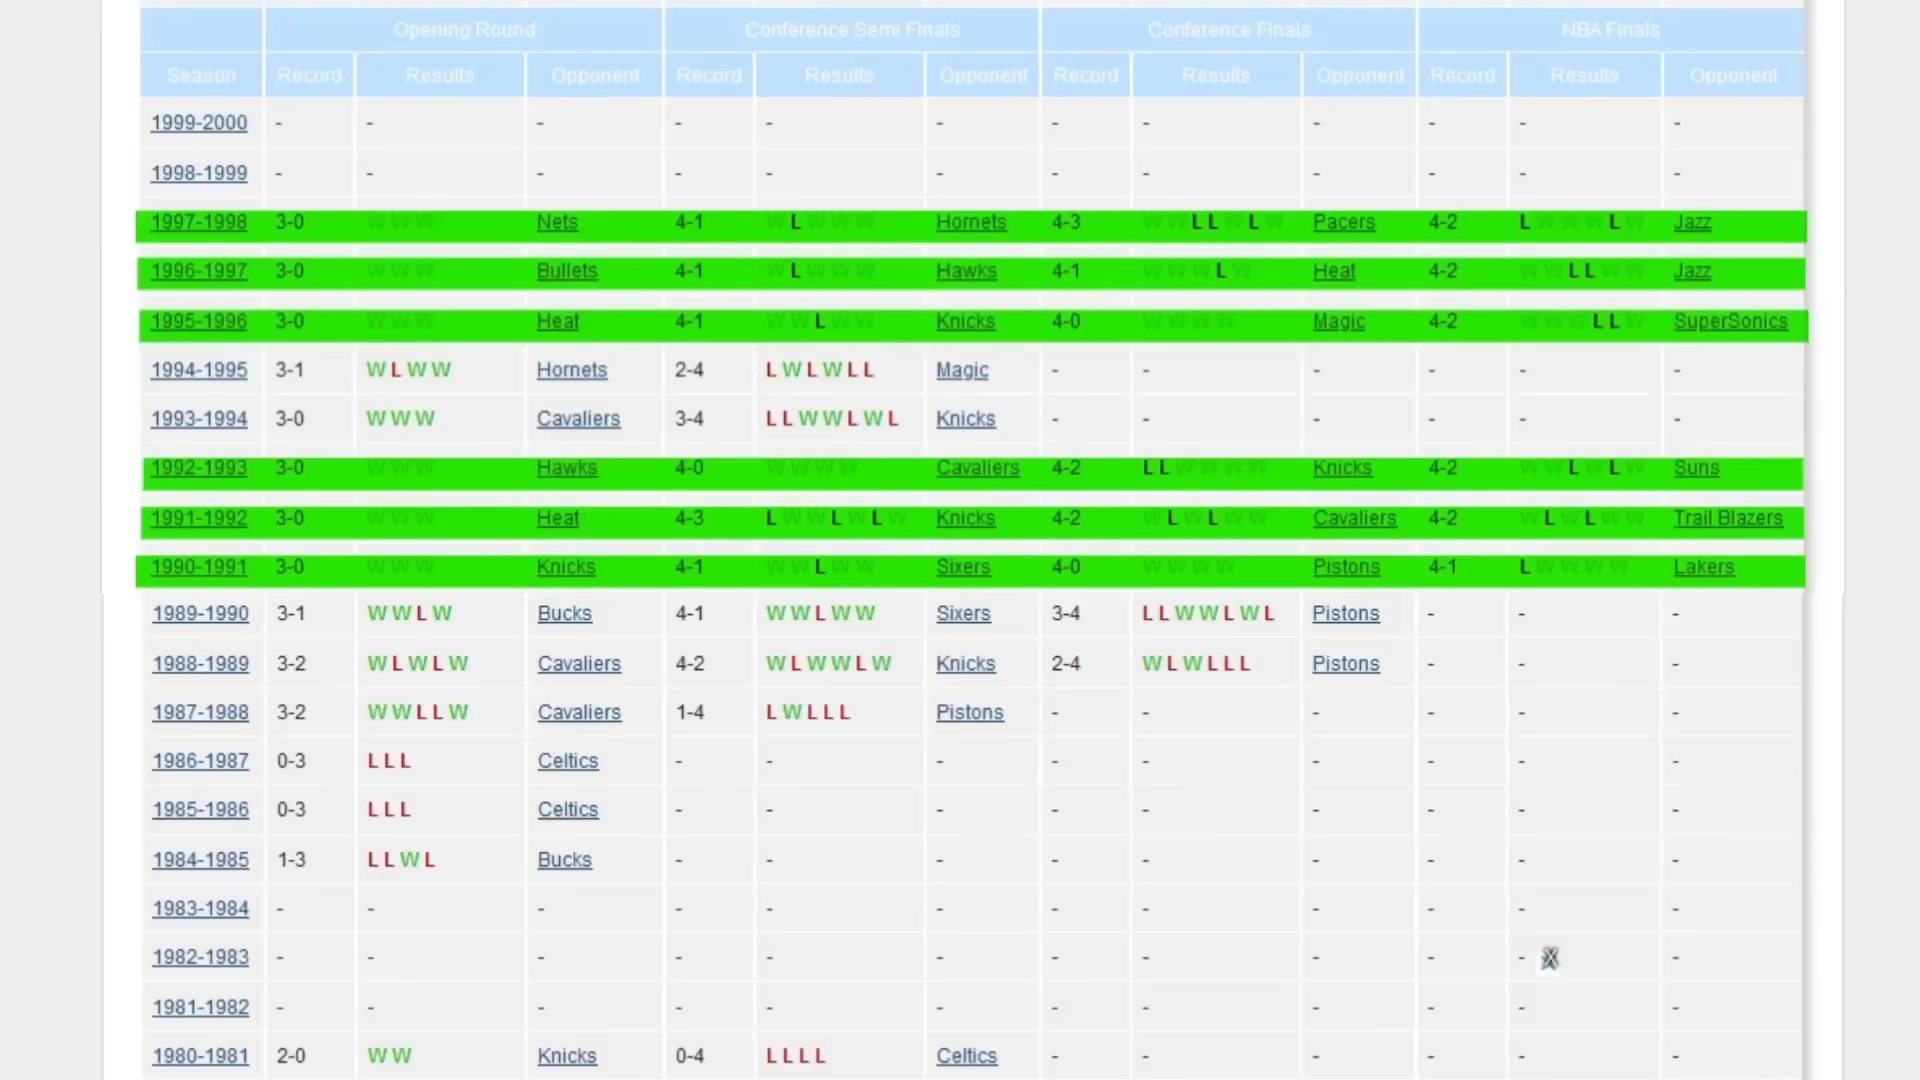 Opening Round Conference Semi Finals Conference Finals NBA Finals
Season Record Results Opponent Record Results Opponent Record Results Opponent Record Results Opponent
1999-2000 - - - - - - - - - - - -
1998-1999 - - - - - - - - - - - -
1997-1998 3-0 W W W Nets 4-1 W L W W W Hornets 4-3 W W L L W L W Pacers 4-2 L W W W L W Jazz
1996-1997 3-0 W W W Bullets 4-1 W L W W W Hawks 4-1 W W W L W Heat 4-2 W W L L W W Jazz
1995-1996 3-0 W W W Heat 4-1 W W L W W Knicks 4-0 W W W W Magic 4-2 W W W L L W SuperSonics
1994-1995 3-1 W L W W Hornets 2-4 L W L W L L Magic - - - - - -
1993-1994 3-0 W W W Cavaliers 3-4 L L W W L W L Knicks - - - - - -
1992-1993 3-0 W W W Hawks 4-0 W W W W Cavaliers 4-2 L L W W W W Knicks 4-2 W W L W L W Suns
1991-1992 3-0 W W W Heat 4-3 L W W L W L W Knicks 4-2 W L W L W W Cavaliers 4-2 W L W L W W Trail Blazers
1990-1991 3-0 W W W Knicks 4-1 W W L W W Sixers 4-0 W W W W Pistons 4-1 L W W W W Lakers
1989-1990 3-1 W W L W Bucks 4-1 W W L W W Sixers 3-4 L L W W L W L Pistons - - -
1988-1989 3-2 W L W L W Cavaliers 4-2 W L W W L W Knicks 2-4 W L W L L L Pistons - - -
1987-1988 3-2 W W L L W Cavaliers 1-4 L W L L L Pistons - - - - - -
1986-1987 0-3 L L L Celtics - - - - - - - - -
1985-1986 0-3 L L L Celtics - - - - - - - - -
1984-1985 1-3 L L W L Bucks - - - - - - - - -
1983-1984 - - - - - - - - - - - -
1982-1983 - - - - - - - - - - - -
1981-1982 - - - - - - - - - - - -
1980-1981 2-0 W W Knicks 0-4 L L L L Celtics - - - - - -